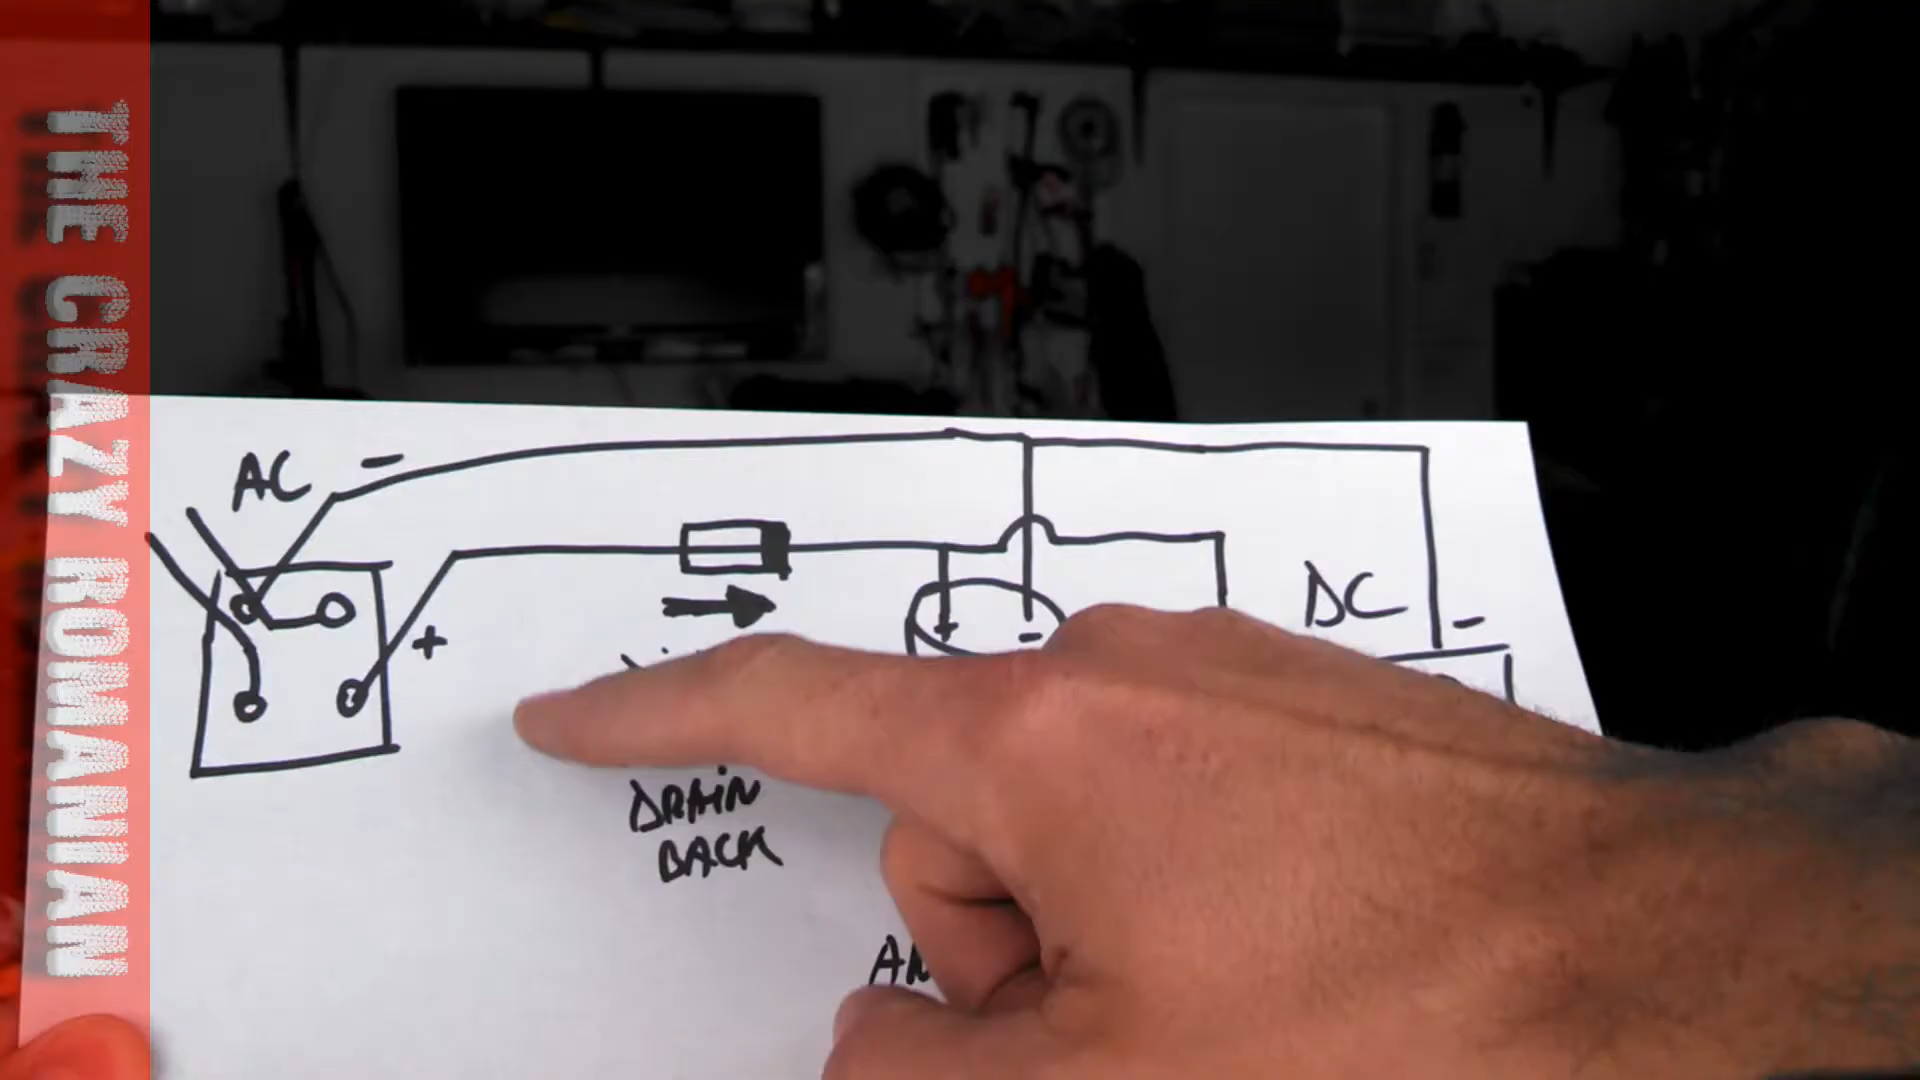 THE CRAZY ROMANIAN
AC -
+
+ -
DC -
DRAIN
BACK